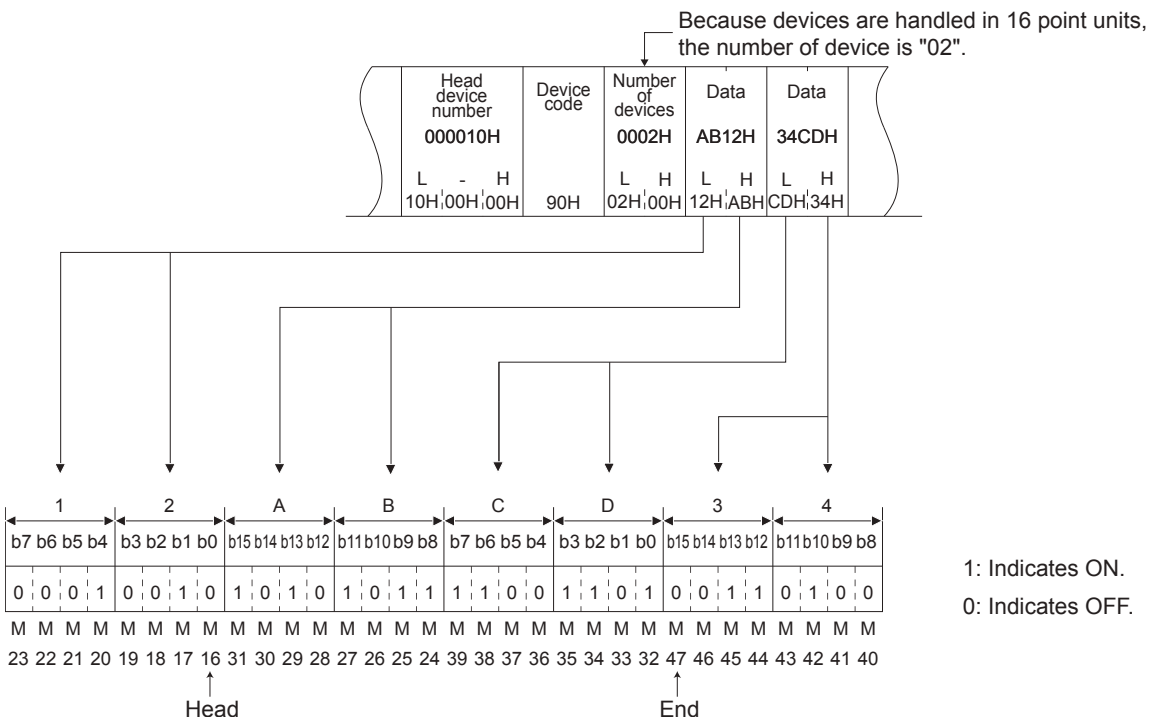 Because devices are handled in 16 point units,
the number of device is "02".
Head
device
number
000010H
L - H
10H 00H 00H
Device
code
90H
Number
of
devices
0002H
L H
02H 00H
Data
AB12H
L H
12H ABH
Data
34CDH
L H
CDH 34H
1 2 A B C D 3 4
b7 b6 b5 b4 b3 b2 b1 b0 b15 b14 b13 b12 b11 b10 b9 b8 b7 b6 b5 b4 b3 b2 b1 b0 b15 b14 b13 b12 b11 b10 b9 b8
0 0 0 1 0 0 1 0 1 0 1 0 1 0 1 1 1 1 0 0 1 1 0 1 0 0 1 1 0 1 0 0
M M M M M M M M M M M M M M M M M M M M M M M M M M M M M M M M
23 22 21 20 19 18 17 16 31 30 29 28 27 26 25 24 39 38 37 36 35 34 33 32 47 46 45 44 43 42 41 40
Head End
1: Indicates ON.
0: Indicates OFF.